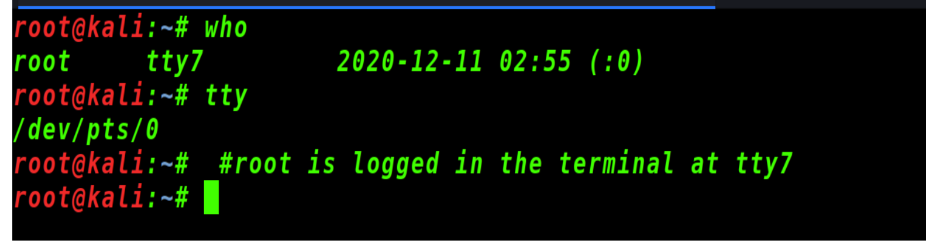 root@kali:~# who
root     tty7         2020-12-11 02:55 (:0)
root@kali:~# tty
/dev/pts/0
root@kali:~#  #root is logged in the terminal at tty7
root@kali:~#